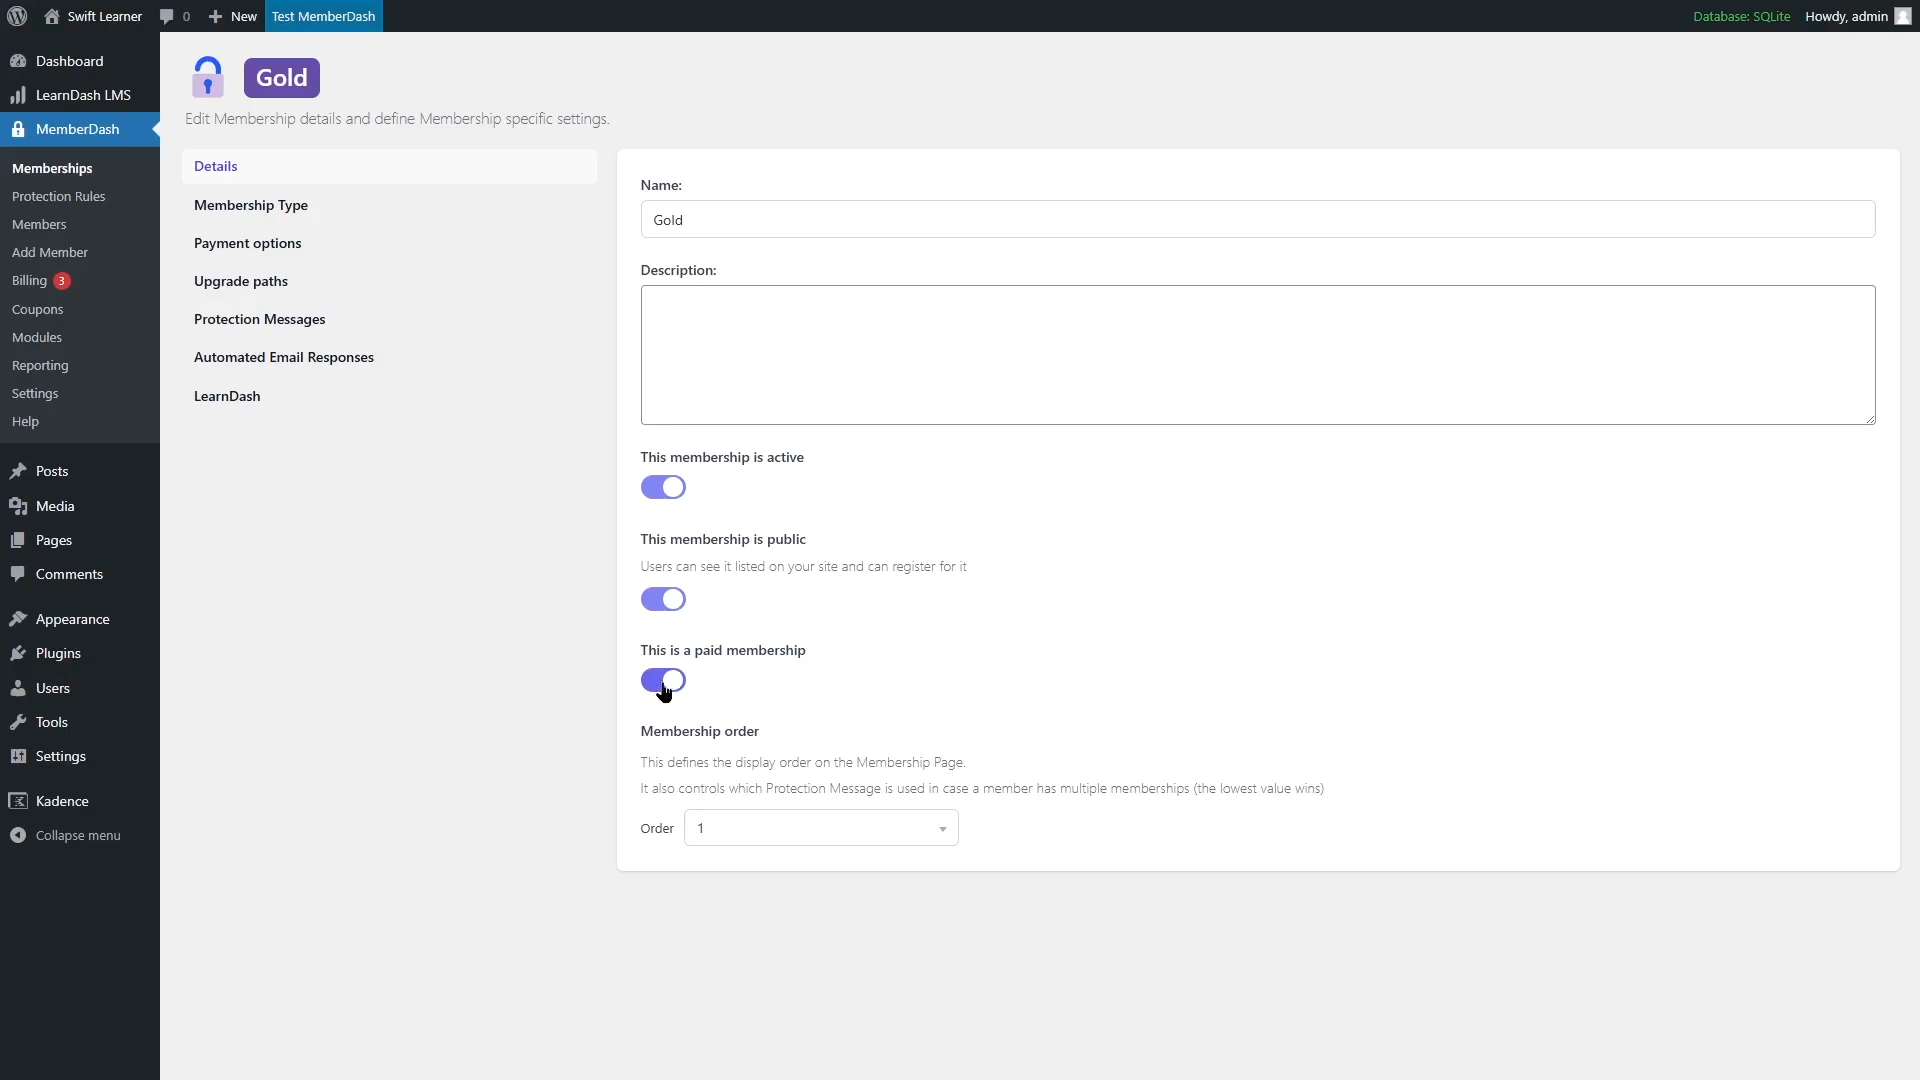 Swift Learner
0
New
Test MemberDash
Database: SQLite
Howdy, admin
Dashboard
LearnDash LMS
MemberDash
Memberships
Protection Rules
Members
Add Member
Billing 3
Coupons
Modules
Reporting
Settings
Help
Posts
Media
Pages
Comments
Appearance
Plugins
Users
Tools
Settings
Kadence
Collapse menu
Gold
Edit Membership details and define Membership specific settings.
Details
Membership Type
Payment options
Upgrade paths
Protection Messages
Automated Email Responses
LearnDash
Name:
Gold
Description:
This membership is active
This membership is public
Users can see it listed on your site and can register for it
This is a paid membership
Membership order
This defines the display order on the Membership Page.
It also controls which Protection Message is used in case a member has multiple memberships (the lowest value wins)
Order 1